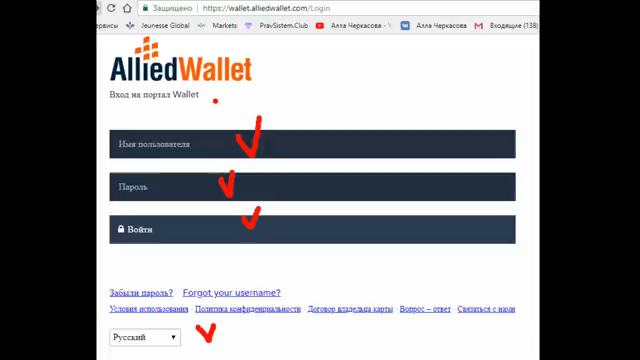 Защищено https://wallet.alliedwallet.com/Login
рвисы Jeunesse Global Markets PravSistem.Club Алла Черкасова - Алла Черкасова Входящие (138)
AlliedWallet
Вход на портал Wallet
Имя пользователя
Пароль
Войти
Забыли пароль? Forgot your username?
Условия использования · Политика конфиденциальности · Договор владельца карты · Вопрос – ответ · Связаться с нами
Русский